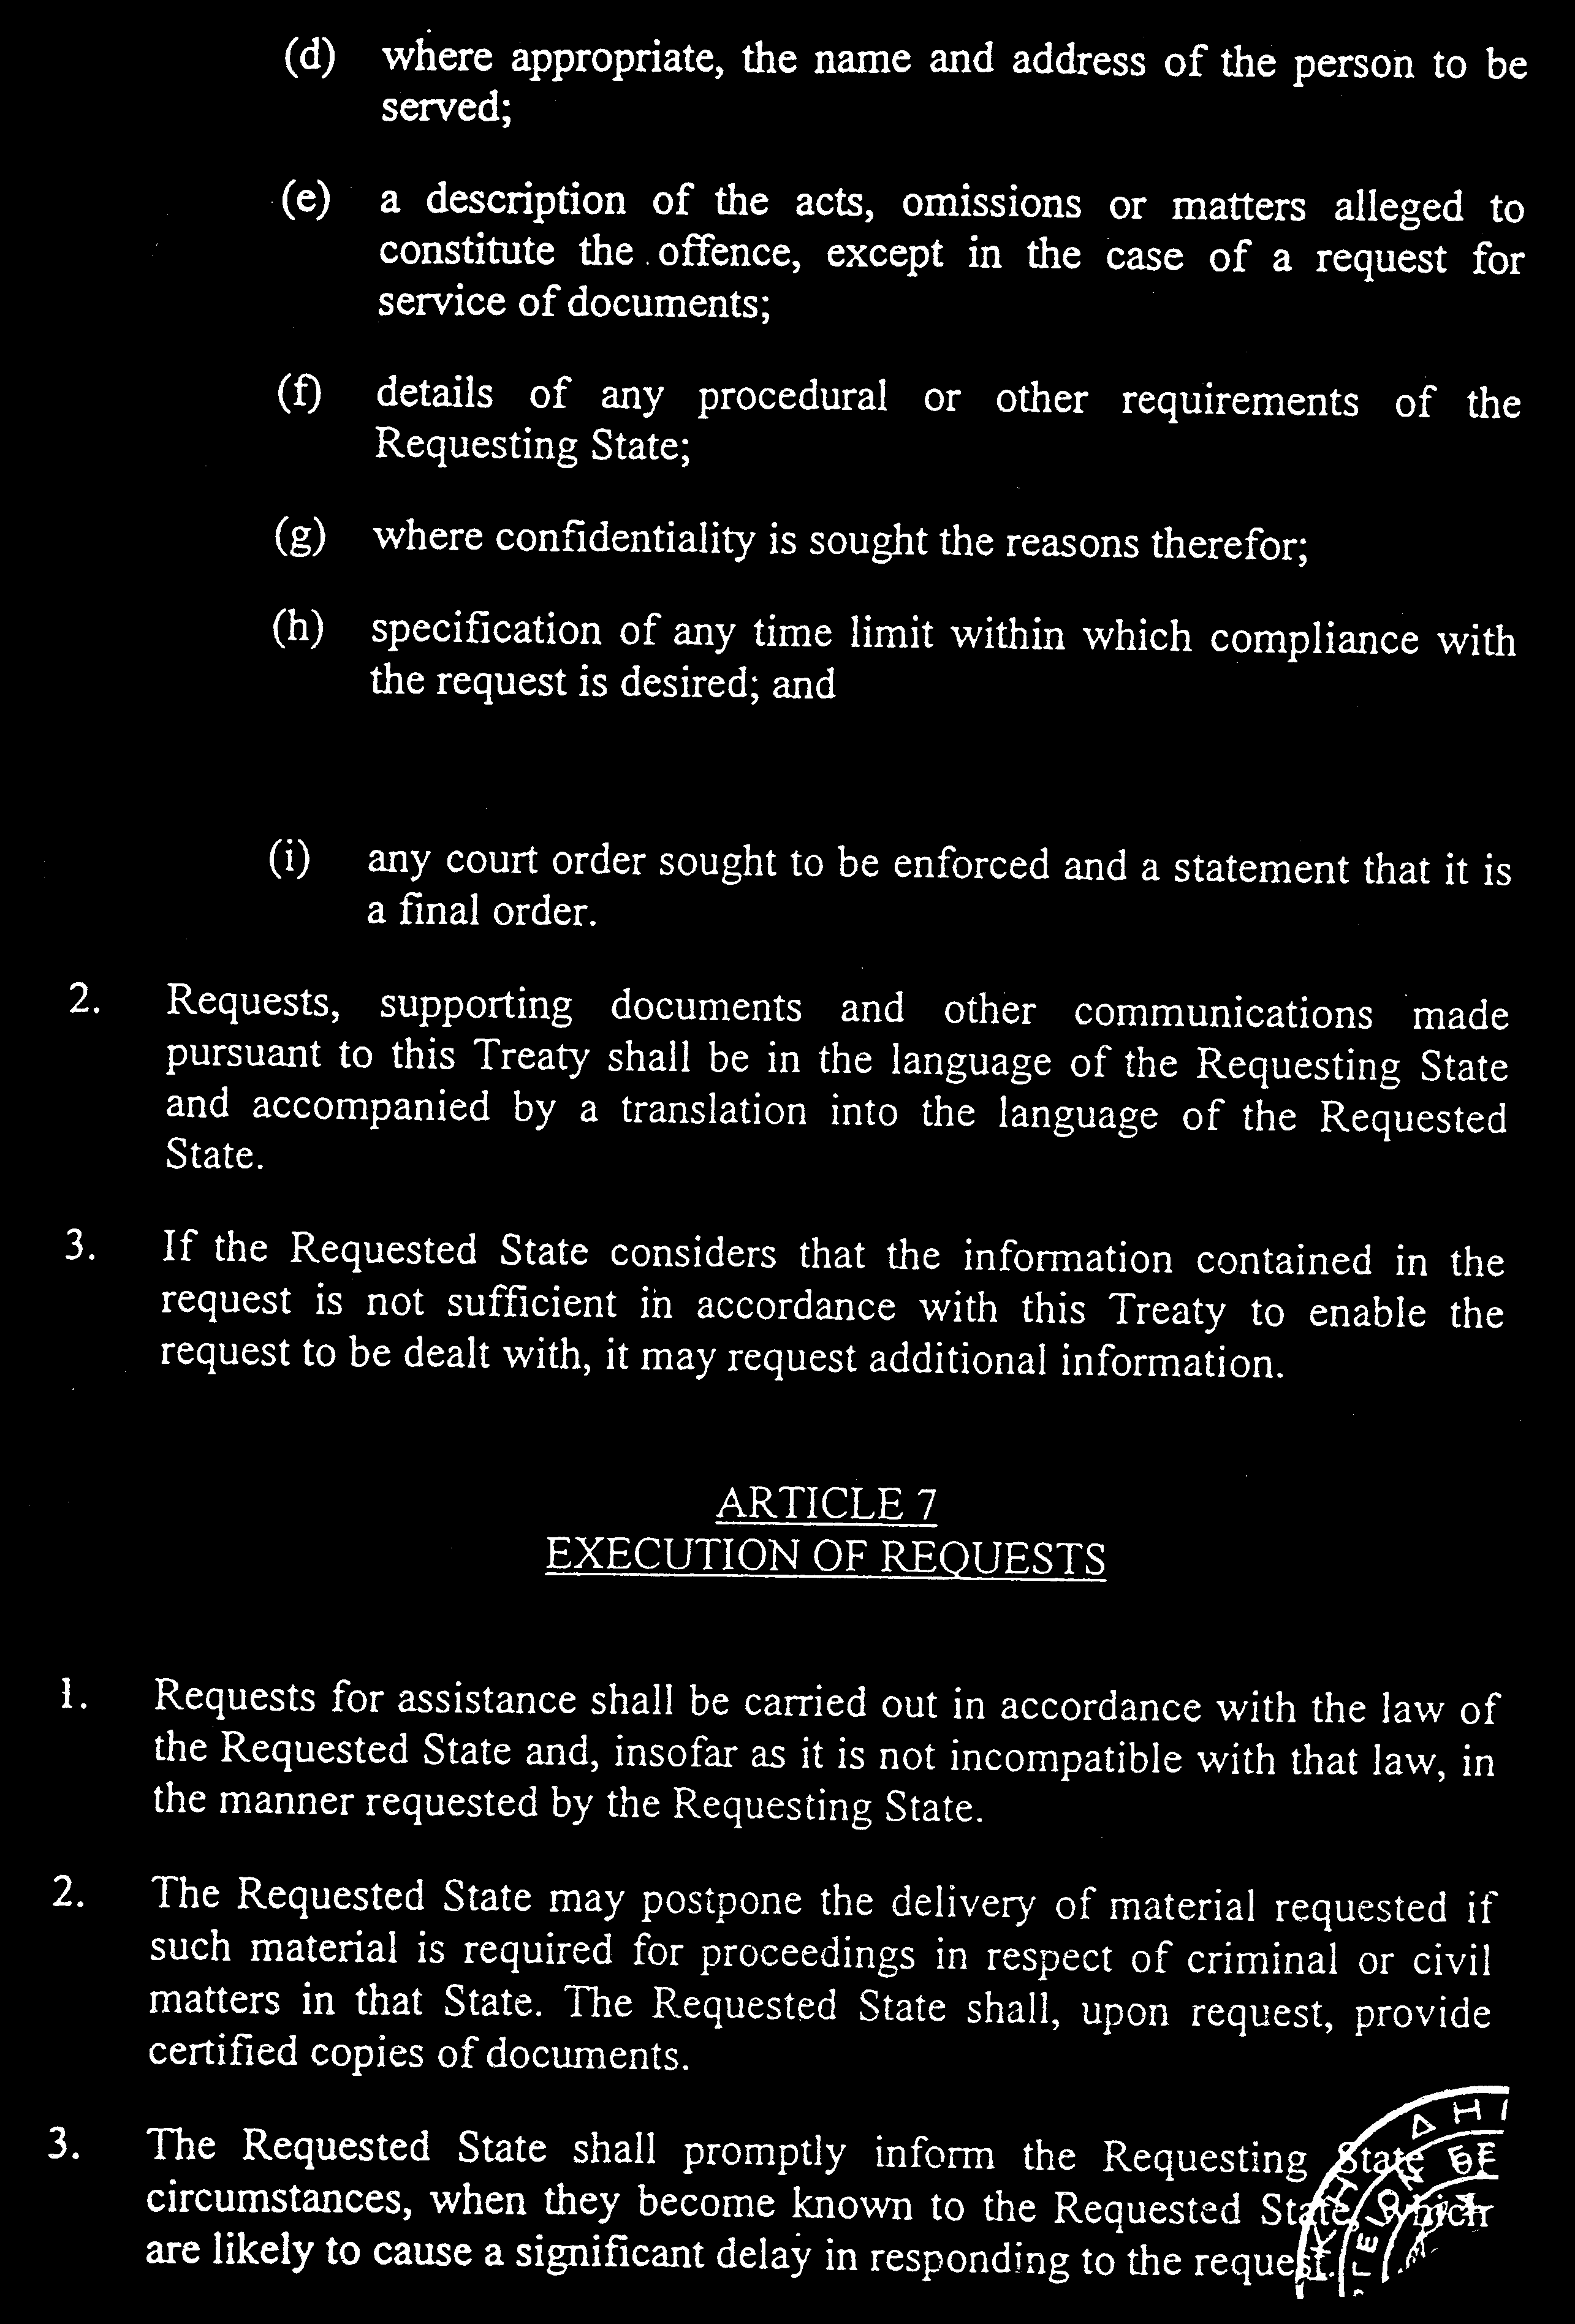 (d) where appropriate, the name and address of the person to be
served;
(e) a description of the acts, omissions or matters alleged to
constitute the offence, except in the case of a request for
service of documents;
(f) details of any procedural or other requirements of the
Requesting State;
(g) where confidentiality is sought the reasons therefor;
(h) specification of any time limit within which compliance with
the request is desired; and
(i) any court order sought to be enforced and a statement that it is
a final order.
2. Requests, supporting documents and other communications made
pursuant to this Treaty shall be in the language of the Requesting State
and accompanied by a translation into the language of the Requested
State.
3. If the Requested State considers that the information contained in the
request is not sufficient in accordance with this Treaty to enable the
request to be dealt with, it may request additional information.
ARTICLE 7
EXECUTION OF REQUESTS
1. Requests for assistance shall be carried out in accordance with the law of
the Requested State and, insofar as it is not incompatible with that law, in
the manner requested by the Requesting State.
2. The Requested State may postpone the delivery of material requested if
such material is required for proceedings in respect of criminal or civil
matters in that State. The Requested State shall, upon request, provide
certified copies of documents.
3. The Requested State shall promptly inform the Requesting State of
circumstances, when they become known to the Requested State, which
are likely to cause a significant delay in responding to the request.